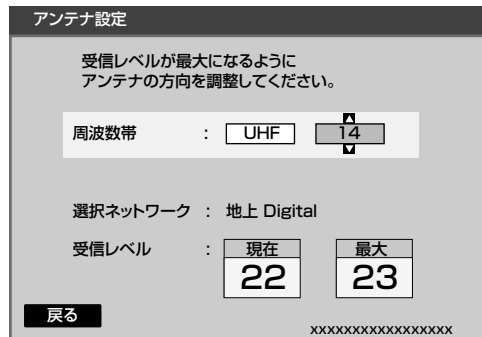 アンテナ設定
受信レベルが最大になるように
アンテナの方向を調整してください。
周波数帯 : UHF 14
選択ネットワーク : 地上 Digital
受信レベル : 現在 最大
22 23
戻る
xxxxxxxxxxxxxxxxx